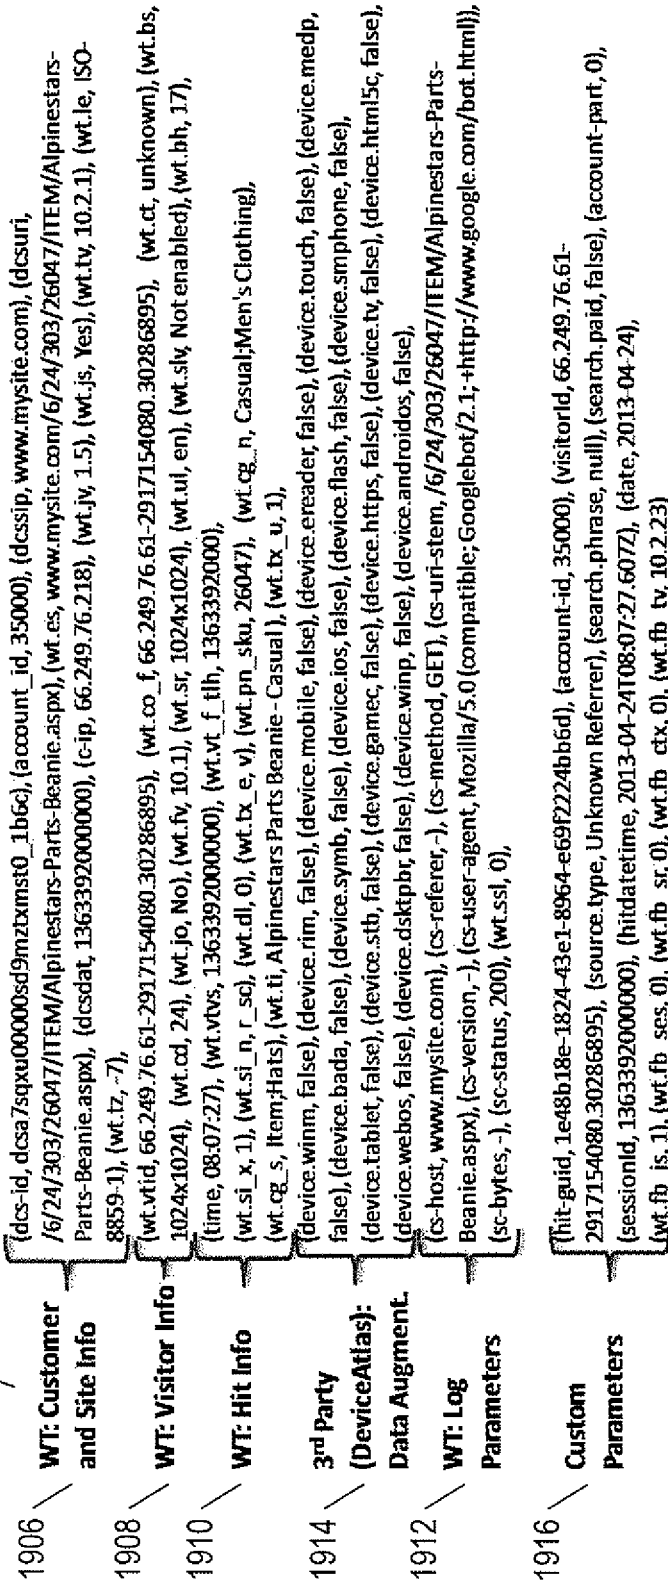 1906
WT: Customer
and Site Info
(dcs-id, dcsa7sqxu00000sd9mztxmst0_1b6c), (account_id, 35000), (dcssip, www.mysite.com), (dcsuri,
/6/24/303/26047/ITEM/Alpinestars-Parts-Beanie.aspx), (wt.es, www.mysite.com/6/24/303/26047/ITEM/Alpinestars-
Parts-Beanie.aspx), (dcsdat, 1363392000000), (c-ip, 66.249.76.218), (wt.jv, 1.5), (wt.js, Yes), (wt.tv, 10.2.1), (wt.le, ISO-
8859-1), (wt.tz, -7),
1908
WT: Visitor Info
(wt.vtid, 66.249.76.61-2917154080.30286895), (wt.co_f, 66.249.76.61-2917154080.30286895), (wt.ct, unknown), (wt.bs,
1024x1024), (wt.cd, 24), (wt.jo, No), (wt.fv, 10.1), (wt.sr, 1024x1024), (wt.ul, en), (wt.slv, Not enabled), (wt.bh, 17),
1910
WT: Hit Info
(time, 08:07:27), (wt.vtvs, 1363392000000), (wt.vt_f_tlh, 1363392000),
(wt.si_x, 1), (wt.si_n, r_sc), (wt.dl, 0), (wt.tx_e, v), (wt.pn_sku, 26047), (wt.cg_n, Casual;Men's Clothing),
(wt.cg_s, Item;Hats), (wt.ti, Alpinestars Parts Beanie - Casual ), (wt.tx_u, 1),
1914
3rd Party
(DeviceAtlas):
Data Augment.
(device.winm, false), (device.rim, false), (device.mobile, false), (device.ereader, false), (device.touch, false), (device.medp,
false), (device.bada, false), (device.symb, false), (device.ios, false), (device.flash, false), (device.smphone, false),
(device.tablet, false), (device.stb, false), (device.gamec, false), (device.https, false), (device.tv, false), (device.html5c, false),
(device.webos, false), (device.dsktpbr, false), (device.winp, false), (device.androidos, false),
1912
WT: Log
Parameters
(cs-host, www.mysite.com), (cs-referer, -), (cs-method, GET), (cs-uri-stem, /6/24/303/26047/ITEM/Alpinestars-Parts-
Beanie.aspx), (cs-version, -), (cs-user-agent, Mozilla/5.0 (compatible; Googlebot/2.1; +http://www.google.com/bot.html)),
(sc-bytes, -), (sc-status, 200), (wt.ssl, 0),
1916
Custom
Parameters
(hit-guid, 1e48b18e-1824-43e1-8964-e69f2224bb6d), (account-id, 35000), (visitorId, 66.249.76.61-
2917154080.30286895), (source.type, Unknown Referrer), (search.phrase, null), (search.paid, false), (account-part, 0),
(sessionId, 1363392000000), (hitdatetime, 2013-04-24T08:07:27.607Z), (date, 2013-04-24),
(wt.fb_is, 1), (wt.fb_ses, 0), (wt.fb_sr, 0), (wt.fb_ctx, 0), (wt.fb_tv, 10.2.23)